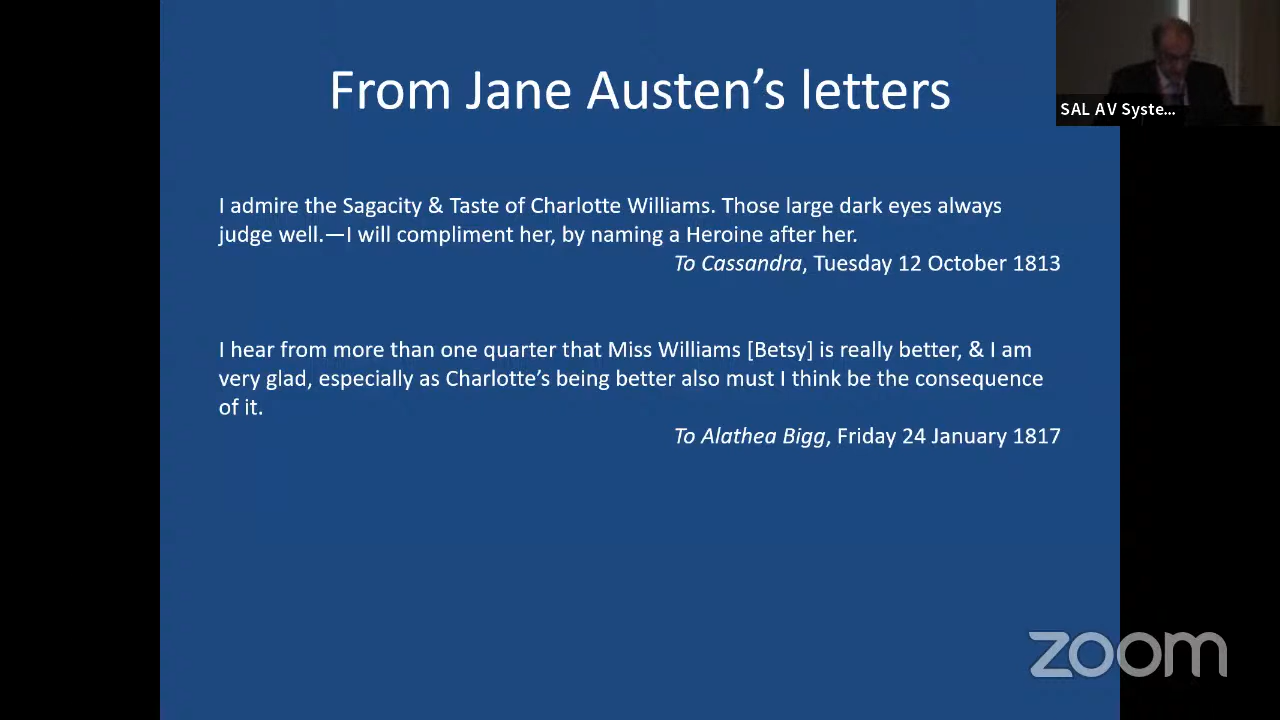 From Jane Austen’s letters
SAL AV Syste...
I admire the Sagacity & Taste of Charlotte Williams. Those large dark eyes always
judge well.—I will compliment her, by naming a Heroine after her.
To Cassandra, Tuesday 12 October 1813
I hear from more than one quarter that Miss Williams [Betsy] is really better, & I am
very glad, especially as Charlotte’s being better also must I think be the consequence
of it.
To Alathea Bigg, Friday 24 January 1817
zoom